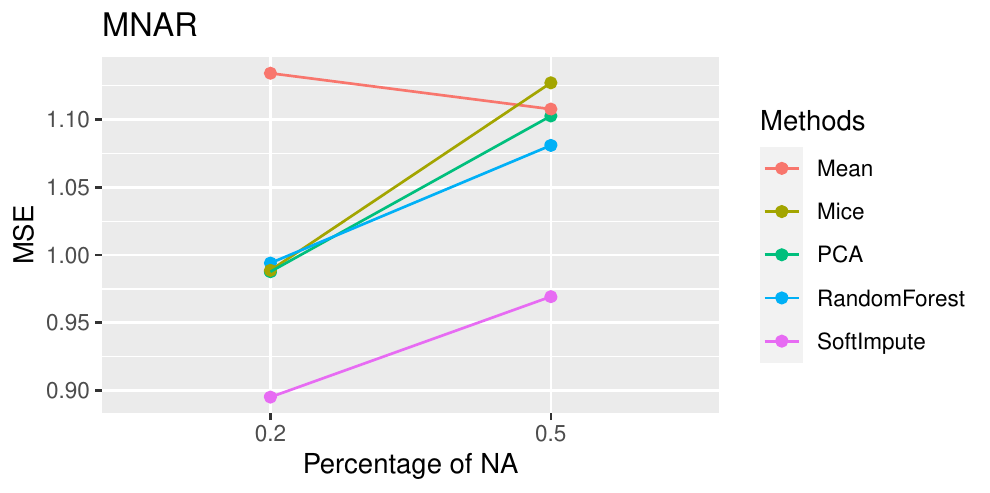 MNAR
MSE
1.10
1.05
1.00
0.95
0.90
0.2
0.5
Percentage of NA
Methods
Mean
Mice
PCA
RandomForest
SoftImpute